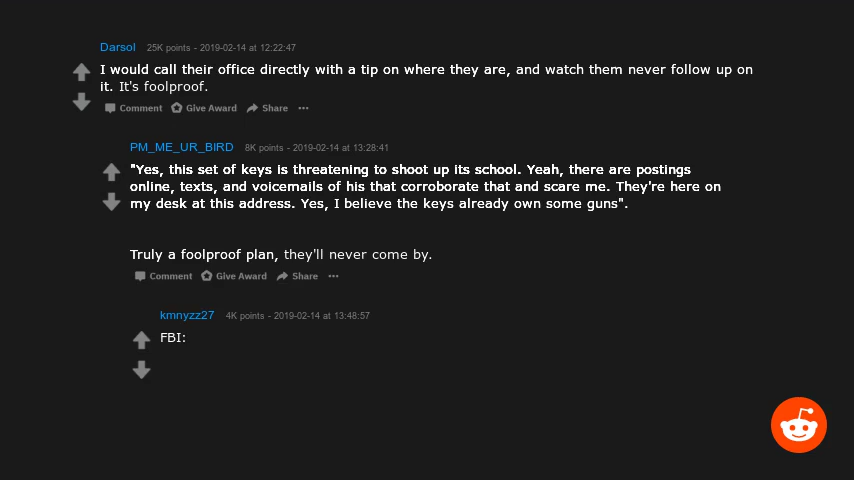 Darsol 25K points - 2019-02-14 at 12:22:47
I would call their office directly with a tip on where they are, and watch them never follow up on
it. It's foolproof.
Comment Give Award Share ···
PM_ME_UR_BIRD 8K points - 2019-02-14 at 13:28:41
"Yes, this set of keys is threatening to shoot up its school. Yeah, there are postings
online, texts, and voicemails of his that corroborate that and scare me. They're here on
my desk at this address. Yes, I believe the keys already own some guns".
Truly a foolproof plan, they'll never come by.
Comment Give Award Share ···
kmnyzz27 4K points - 2019-02-14 at 13:48:57
FBI: